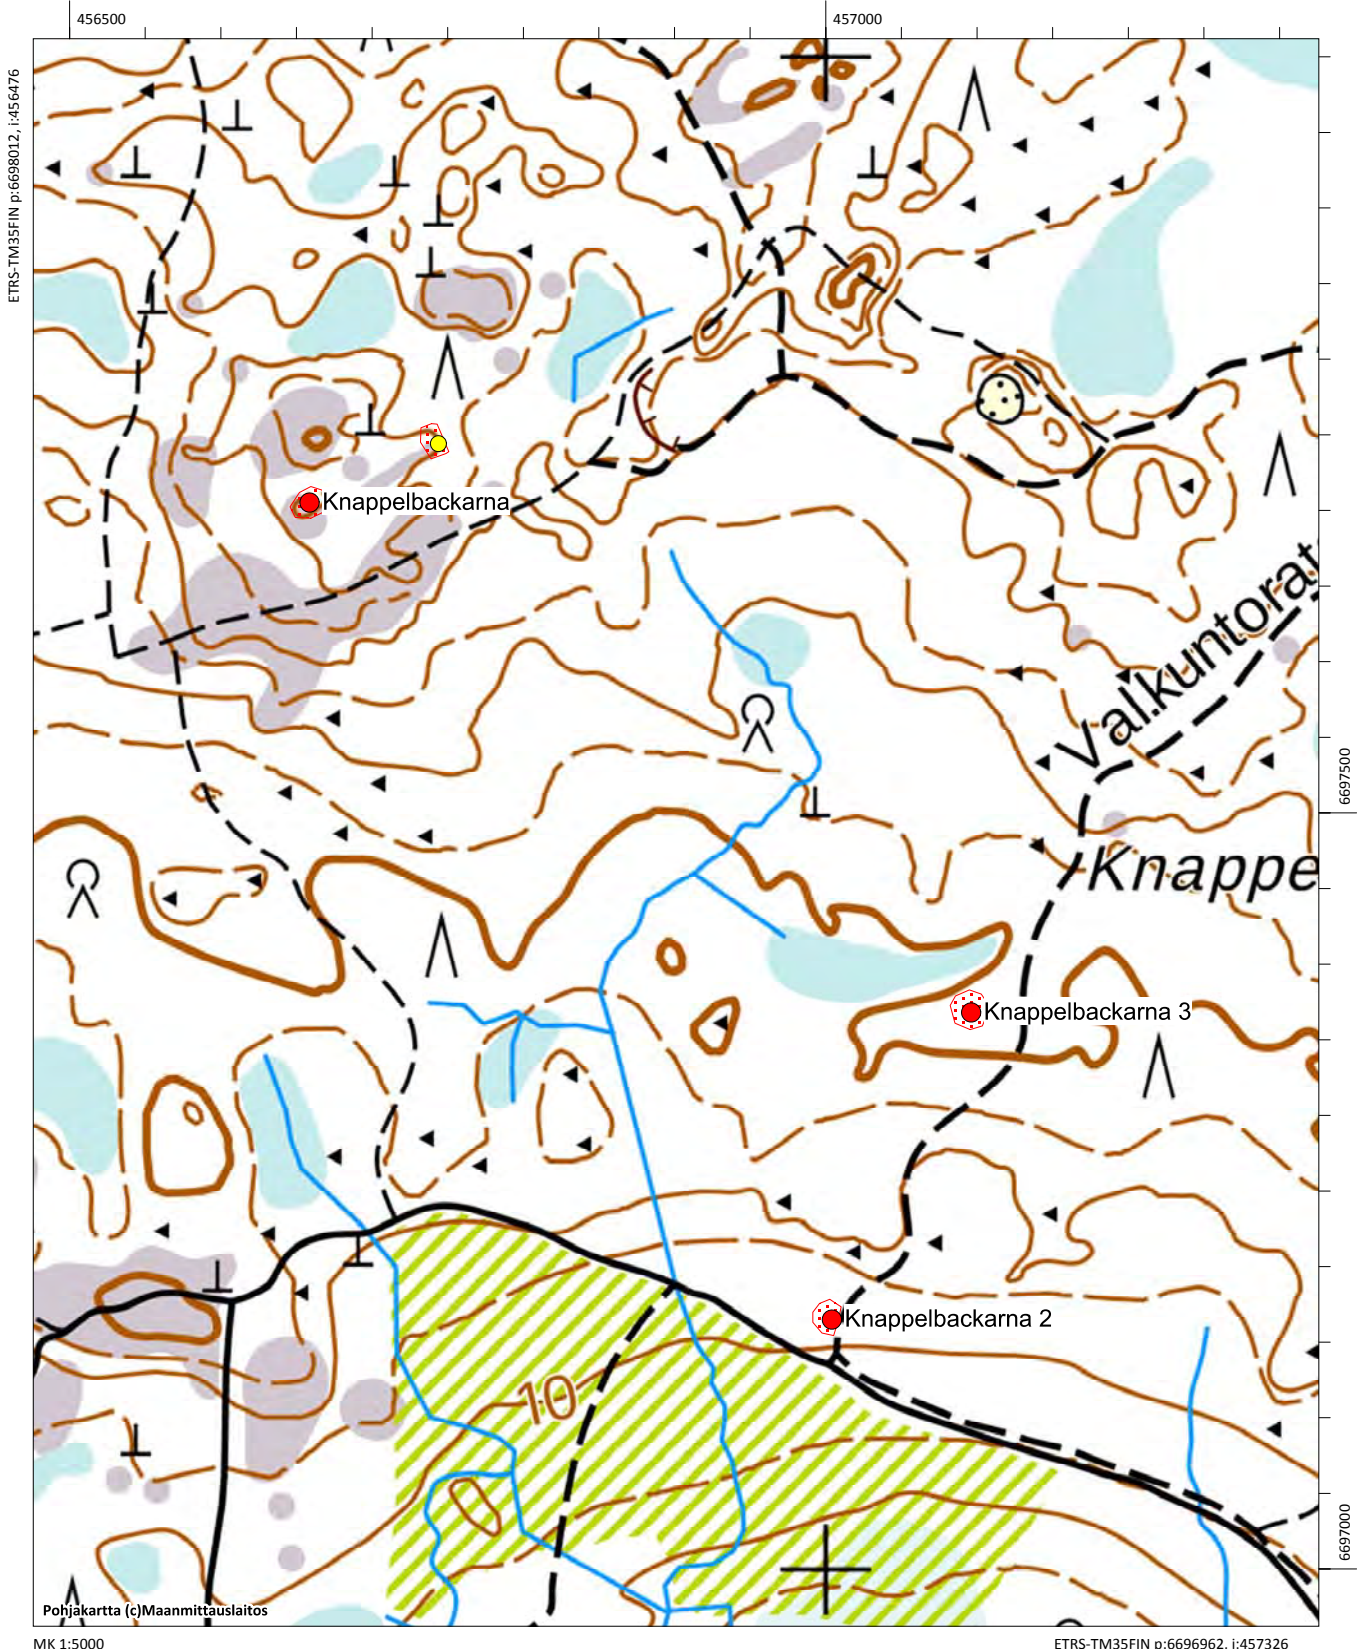 456500
457000
ETRS-TM35FIN p:6698012, i:456476
Knappelbackarna
Valkuntorat
6697500
Knappe
Knappelbackarna 3
Knappelbackarna 2
10
6697000
Pohjakartta (c)Maanmittauslaitos
MK 1:5000
ETRS-TM35FIN p:6696962, i:457326